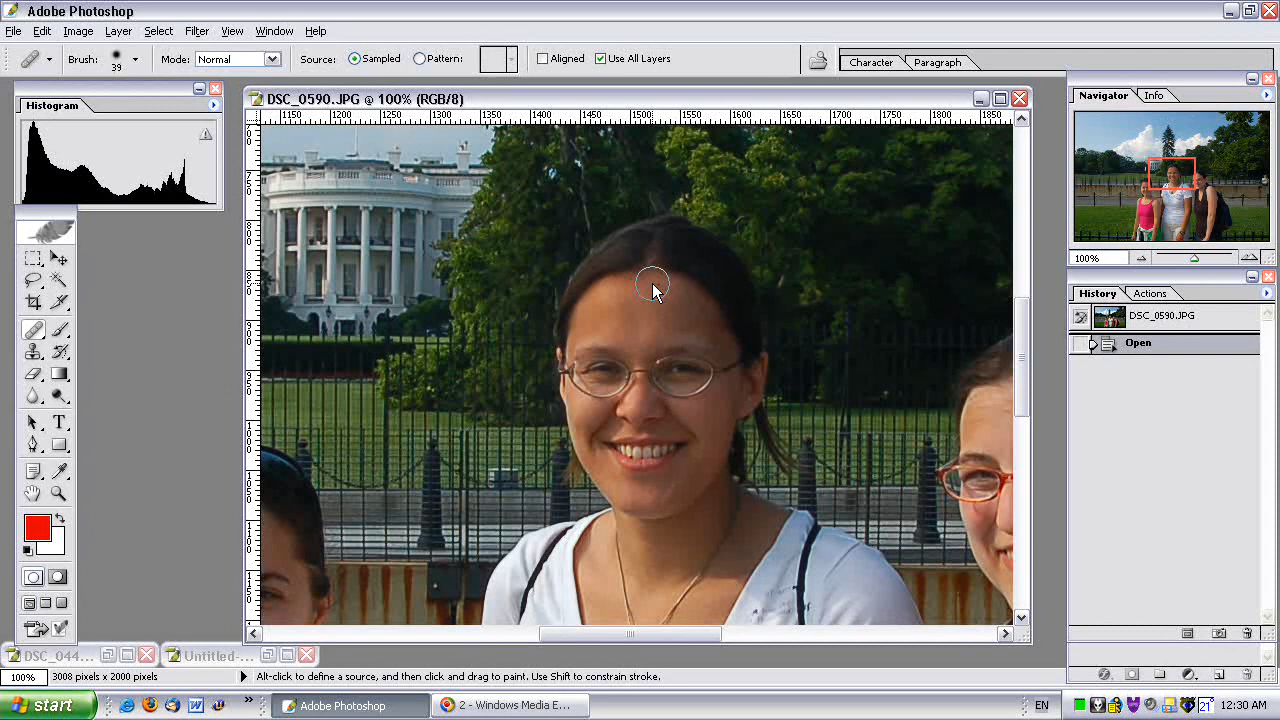 Adobe Photoshop
File Edit Image Layer Select Filter View Window Help
Brush: 39 Mode: Normal Source: Sampled Pattern: Aligned Use All Layers Character Paragraph
Histogram
DSC_0590.JPG @ 100% (RGB/8)
1150 1200 1250 1300 1350 1400 1450 1500 1550 1600 1650 1700 1750 1800 1850
Navigator Info
100%
History Actions
DSC_0590.JPG
Open
T
DSC_044... Untitled-...
100% 3008 pixels x 2000 pixels Alt-click to define a source, and then click and drag to paint. Use Shift to constrain stroke.
start W Adobe Photoshop 2 Windows Media E... EN 21 12:30 AM